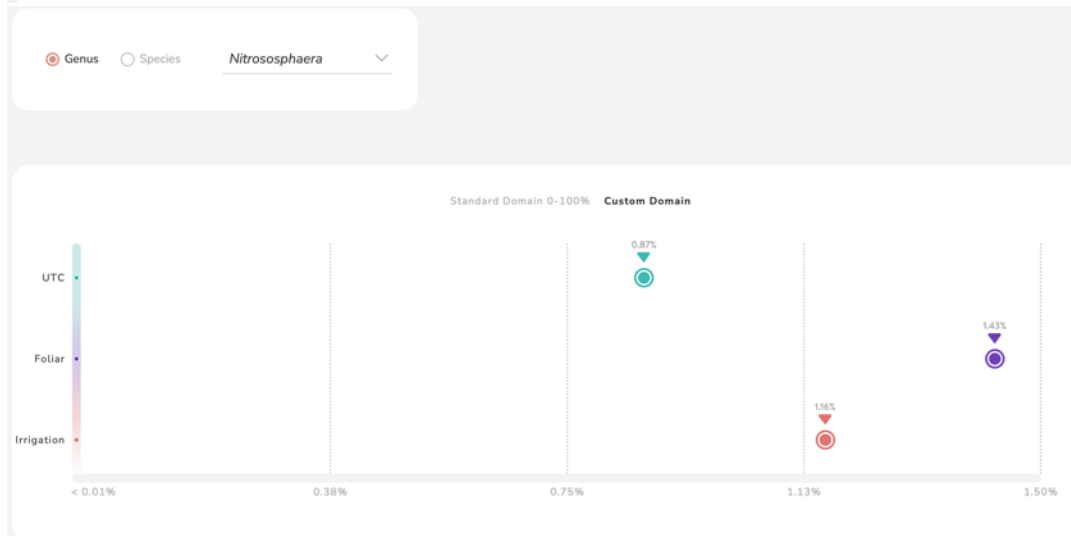 Genus Species Nitrososphaera
Standard Domain 0-100% Custom Domain
0.87%
UTC
1.43%
Foliar
1.16%
Irrigation
< 0.01% 0.38% 0.75% 1.13% 1.50%